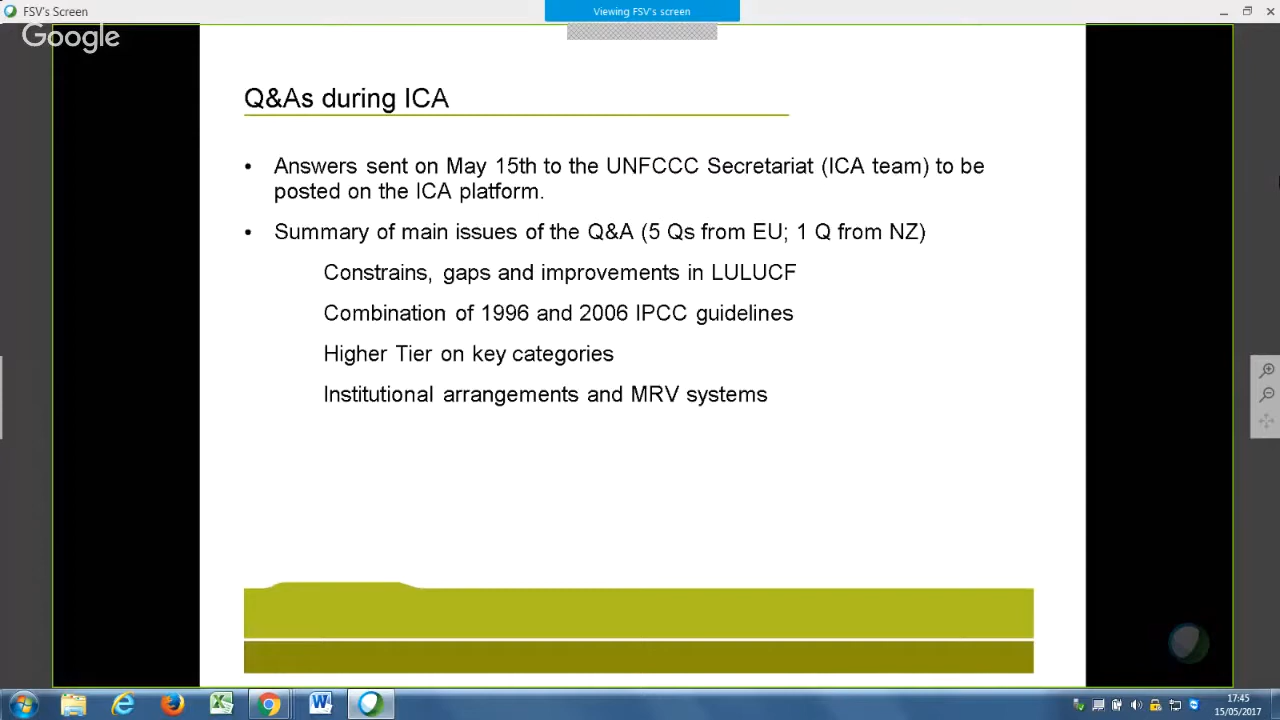 FSV's Screen
Viewing FSV's screen
Google
Q&As during ICA
• Answers sent on May 15th to the UNFCCC Secretariat (ICA team) to be
posted on the ICA platform.
• Summary of main issues of the Q&A (5 Qs from EU; 1 Q from NZ)
Constrains, gaps and improvements in LULUCF
Combination of 1996 and 2006 IPCC guidelines
Higher Tier on key categories
Institutional arrangements and MRV systems
17:45
15/05/2017